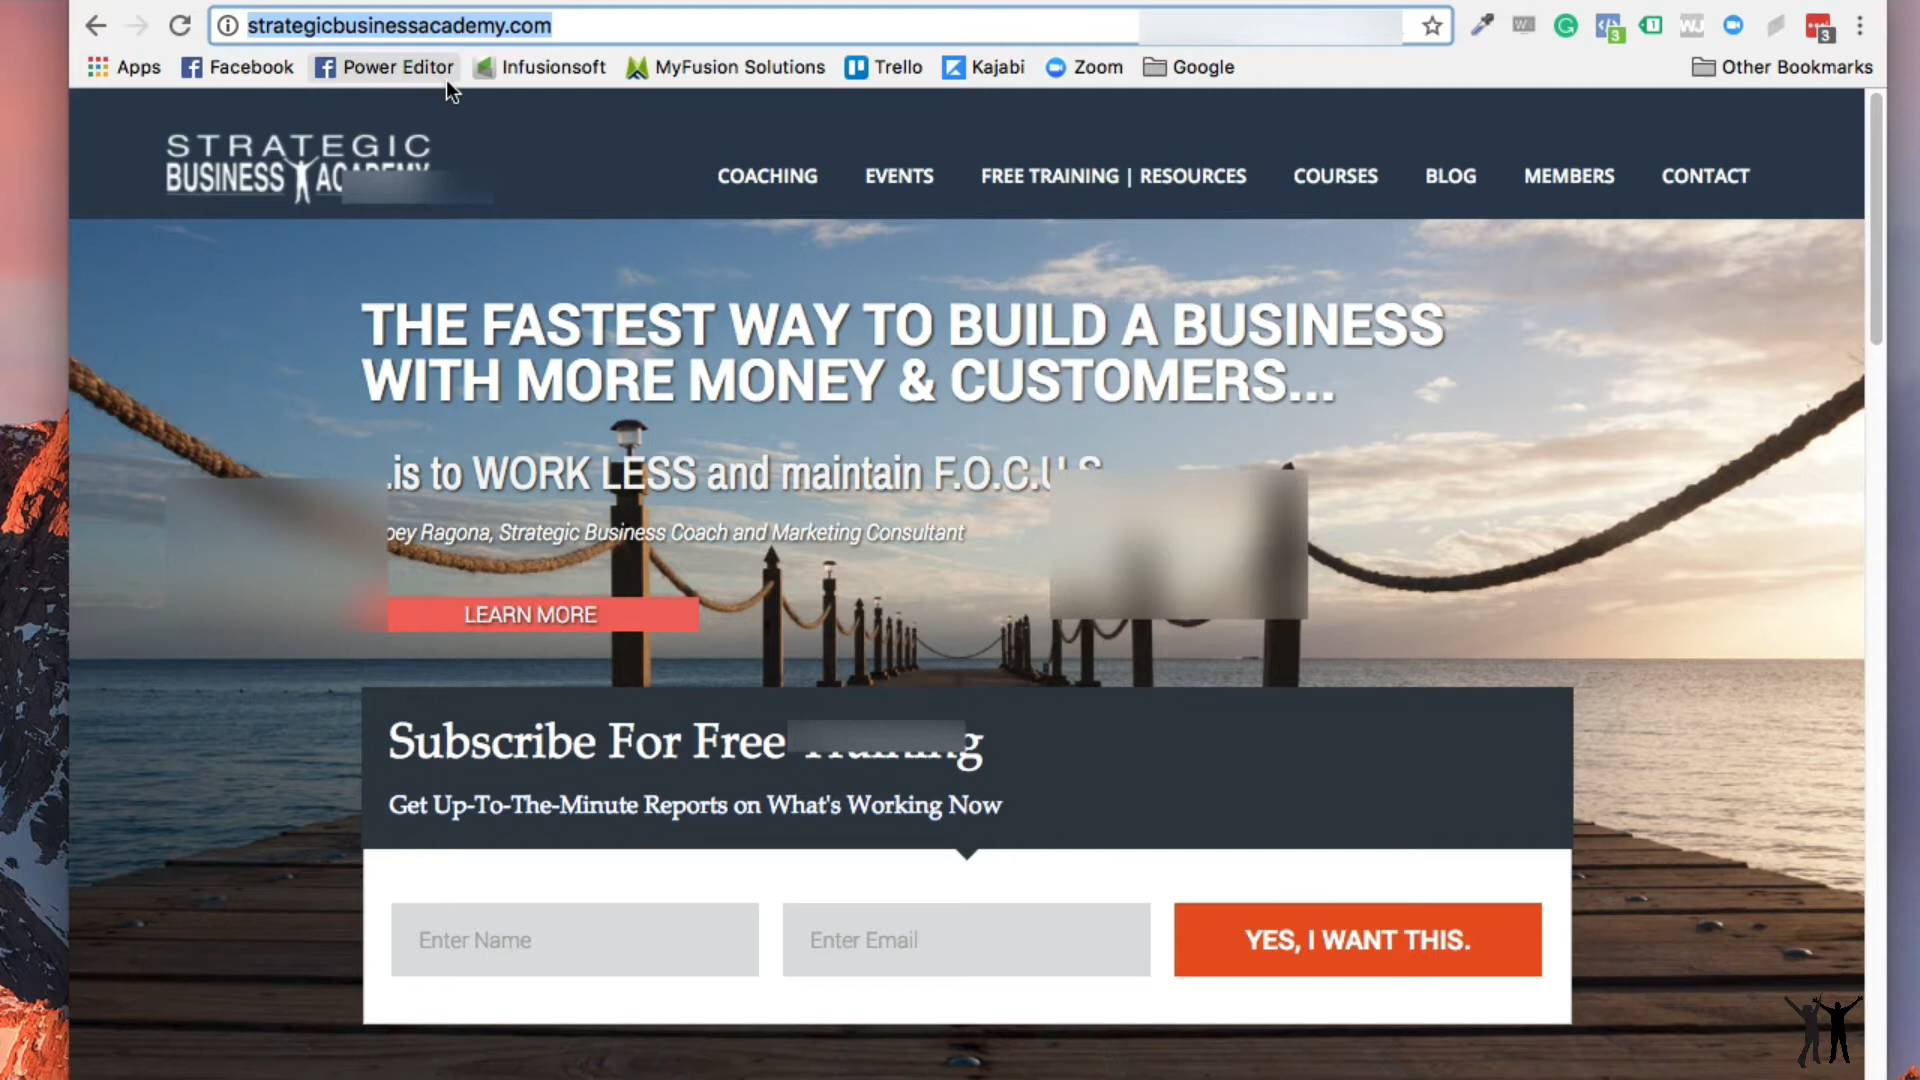 strategicbusinessacademy.com
Apps Facebook Power Editor Infusionsoft MyFusion Solutions Trello Kajabi Zoom Google Other Bookmarks
STRATEGIC
BUSINESS
COACHING EVENTS FREE TRAINING | RESOURCES COURSES BLOG MEMBERS CONTACT
THE FASTEST WAY TO BUILD A BUSINESS
WITH MORE MONEY & CUSTOMERS...
.is to WORK LESS and maintain F.O.C.U.S
Ragona, Strategic Business Coach and Marketing Consultant
LEARN MORE
Subscribe For Free
Get Up-To-The-Minute Reports on What's Working Now
Enter Name Enter Email YES, I WANT THIS.